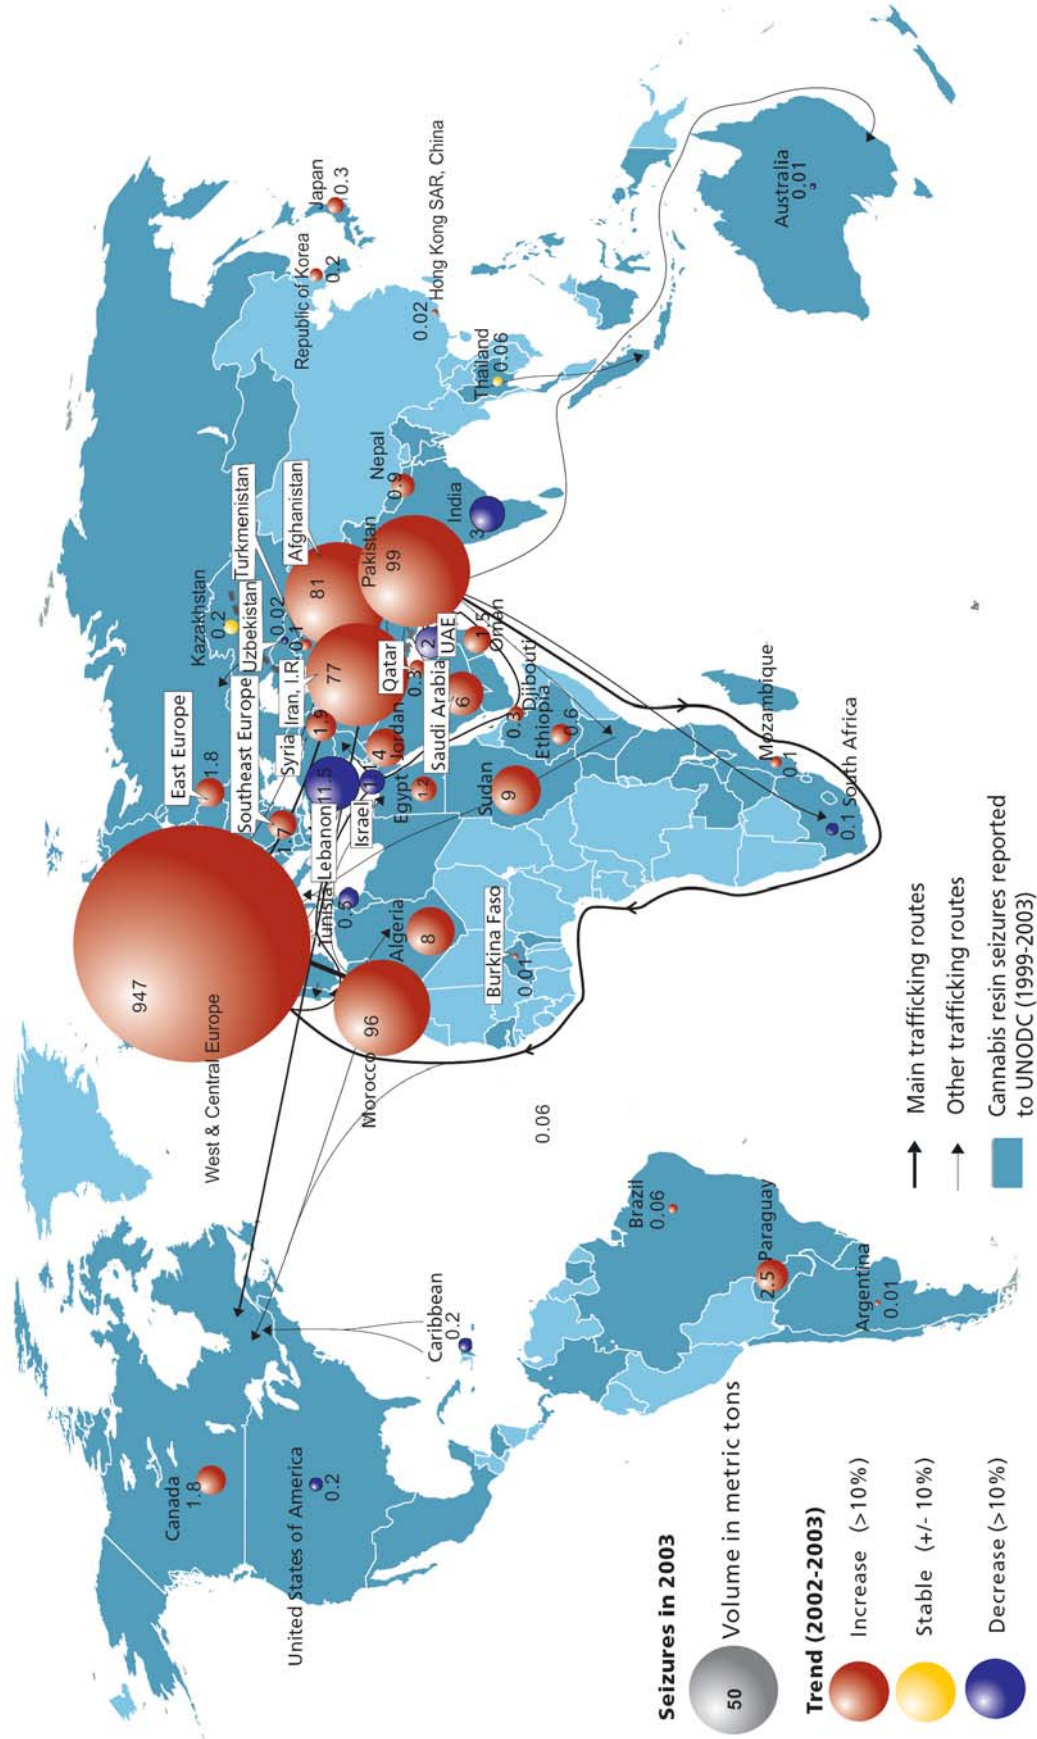 Canada
1.8
United States of America
0.2
Caribbean
0.2
Brazil
0.06
2.5
Paraguay
Argentina
0.01
0.06
947
West & Central Europe
East Europe
1.8
Southeast Europe
1.7
Kazakhstan
0.2
Uzbekistan
0.02
Turkmenistan
0.1
Afghanistan
81
Pakistan
99
Iran, I.R.
77
Syria
1.9
Lebanon
11.5
Israel
Jordan
4
Qatar
0.3
UAE
Saudi Arabia
6
Oman
1.5
Djibouti
0.3
Ethiopia
0.6
Egypt
1.2
Sudan
9
Tunisia
Algeria
8
Morocco
96
Burkina Faso
0.01
Mozambique
0.1
South Africa
0.1
Nepal
0.9
India
3
Republic of Korea
0.2
Japan
0.3
0.02
Hong Kong SAR, China
Thailand
0.06
Australia
0.01
Seizures in 2003
50
Volume in metric tons
Trend (2002-2003)
Increase (>10%)
Stable (+/- 10%)
Decrease (>10%)
Main trafficking routes
Other trafficking routes
Cannabis resin seizures reported
to UNODC (1999-2003)